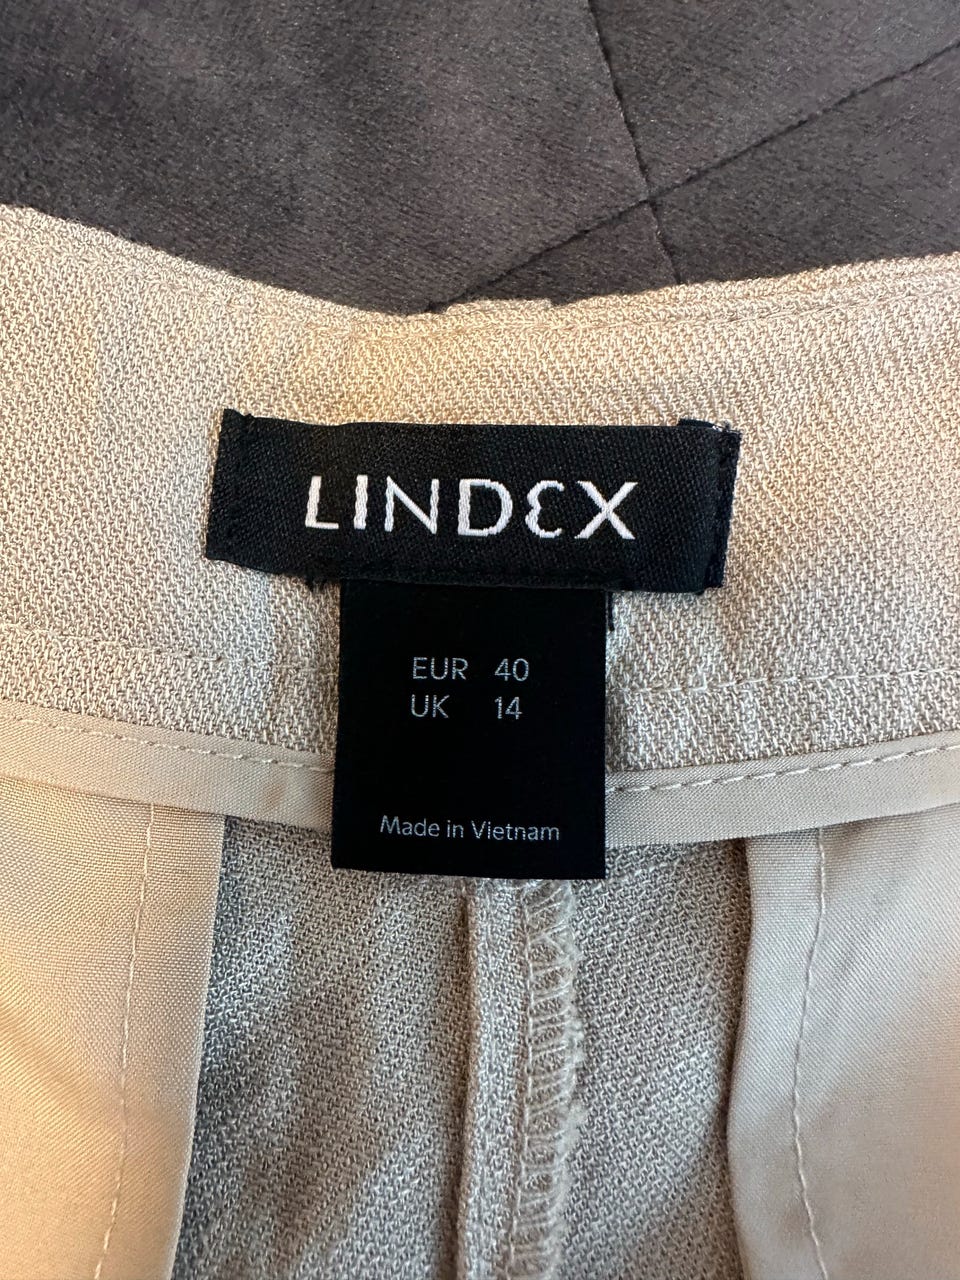 LINDEX
EUR 40
UK 14
Made in Vietnam